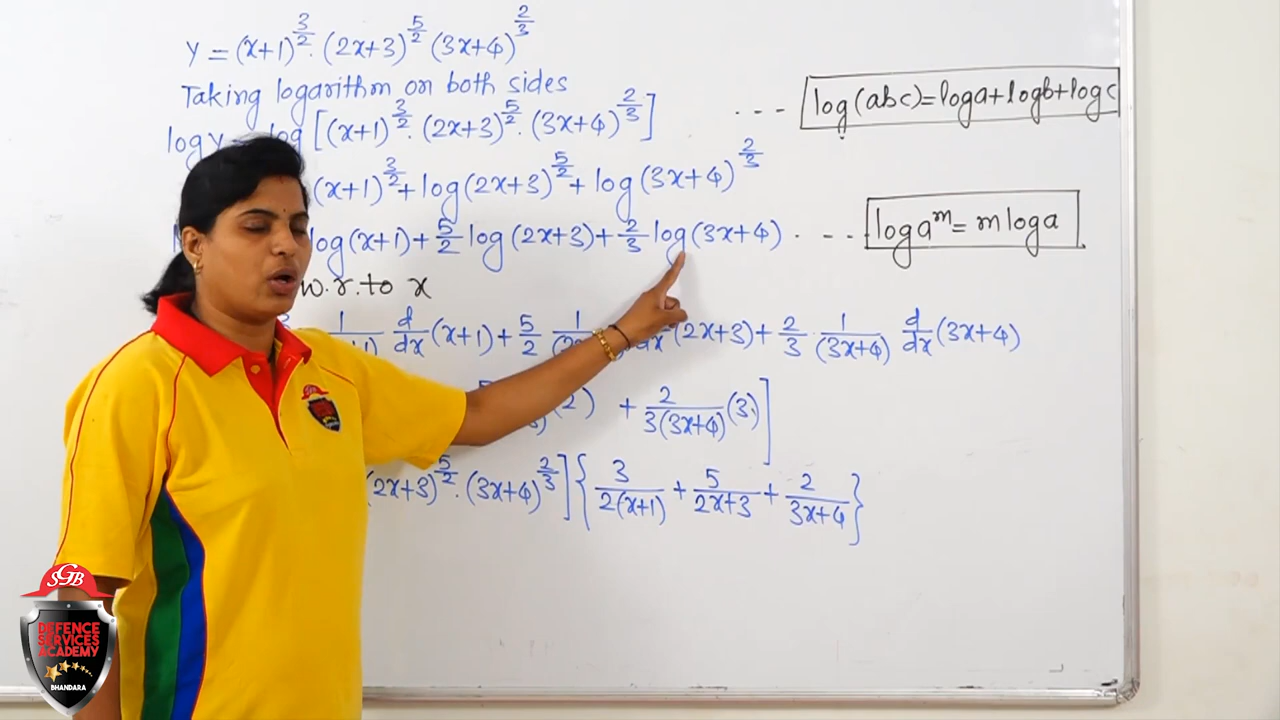 Y = (x+1)^{3/2} · (2x+3)^{5/2} (3x+4)^{2/3}
Taking logarithm on both sides
log y = log [(x+1)^{3/2} · (2x+3)^{5/2} · (3x+4)^{2/3}] --- log(abc)=loga+logb+logc
(x+1)^{3/2} + log(2x+3)^{5/2} + log(3x+4)^{2/3}
log(x+1) + 5/2 log(2x+3) + 2/3 log(3x+4) · --- log a^m = m log a
w.r.to x
1 d/dx (x+1) + 5/2 1 (2x+3) + 2/3 · 1/(3x+4) d/dx (3x+4)
(2) + 2/3(3x+4) (3)]
(2x+3)^{5/2} · (3x+4)^{2/3}] {3/2(x+1) + 5/2x+3 + 2/3x+4}
SGB
SGB
DEFENCE
SERVICES
ACADEMY
BHANDARA